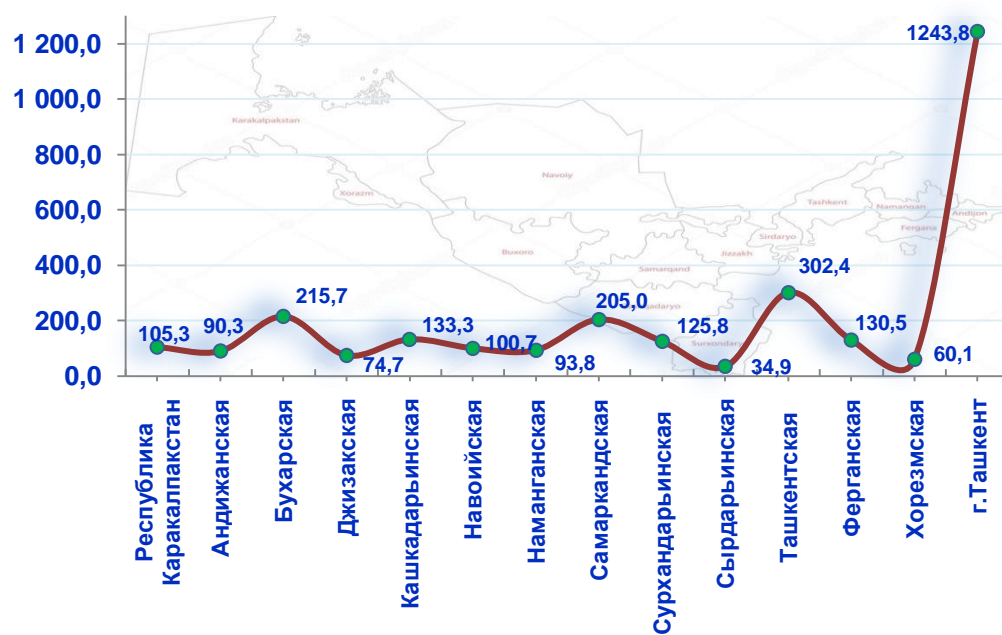 1 200,0
1 000,0
800,0
600,0
400,0
200,0
0,0
105,3
90,3
215,7
74,7
133,3
100,7
93,8
205,0
125,8
34,9
302,4
130,5
60,1
1243,8
Karakalpakstan
Xorazm
Navoiy
Buxoro
Samarqand
Jizzakh
Sirdaryo
Tashkent
Namangan
Andijon
Fergana
Surxondaryo
Республика
Каракалпакстан
Андижанская
Бухарская
Джизакская
Кашкадарьинская
Навоийская
Наманганская
Самаркандская
Сурхандарьинская
Сырдарьинская
Ташкентская
Ферганская
Хорезмская
г.Ташкент